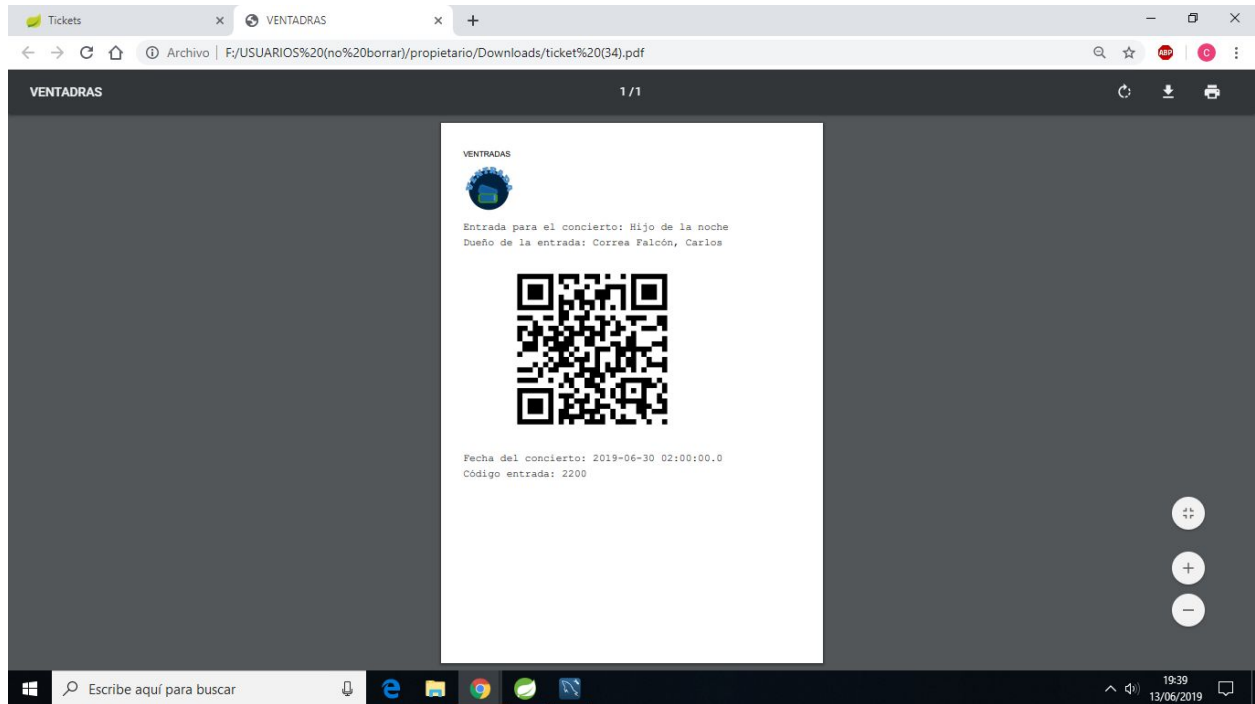 Tickets
VENTADRAS
Archivo | F:/USUARIOS%20(no%20borrar)/propietario/Downloads/ticket%20(34).pdf
ABP
C
VENTADRAS
1 / 1
VENTRADAS
Entrada para el concierto: Hijo de la noche
Dueño de la entrada: Correa Falcón, Carlos
Fecha del concierto: 2019-06-30 02:00:00.0
Código entrada: 2200
Escribe aquí para buscar
19:39
13/06/2019